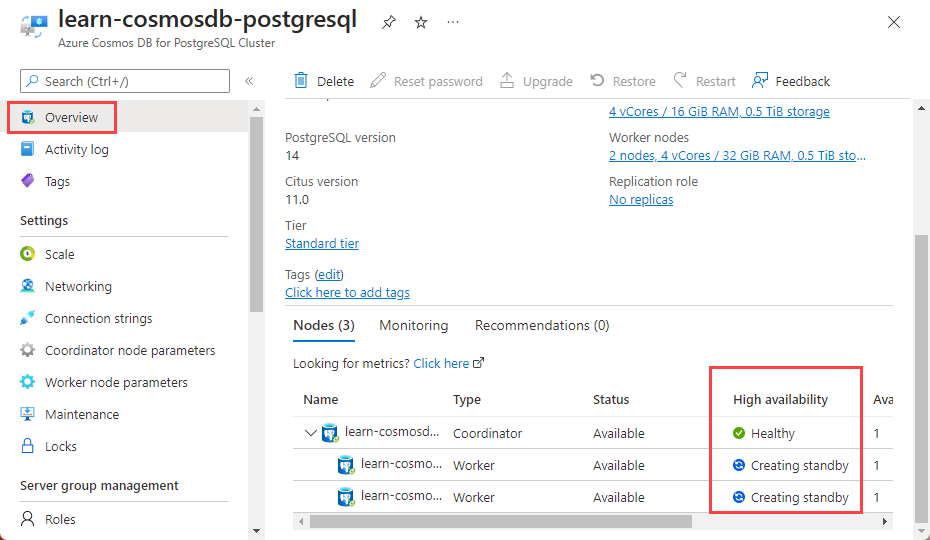 learn-cosmosdb-postgresql
Azure Cosmos DB for PostgreSQL Cluster
Search (Ctrl+/)
Overview
Activity log
Tags
Settings
Scale
Networking
Connection strings
Coordinator node parameters
Worker node parameters
Maintenance
Locks
Server group management
Roles
Delete Reset password Upgrade Restore Restart Feedback
4 vCores / 16 GiB RAM, 0.5 TiB storage
PostgreSQL version
14
Worker nodes
2 nodes, 4 vCores / 32 GiB RAM, 0.5 TiB sto...
Citus version
11.0
Replication role
No replicas
Tier
Standard tier
Tags (edit)
Click here to add tags
Nodes (3) Monitoring Recommendations (0)
Looking for metrics? Click here
Name Type Status High availability Ava
learn-cosmosd... Coordinator Available Healthy 1
learn-cosmo... Worker Available Creating standby 1
learn-cosmo... Worker Available Creating standby 1